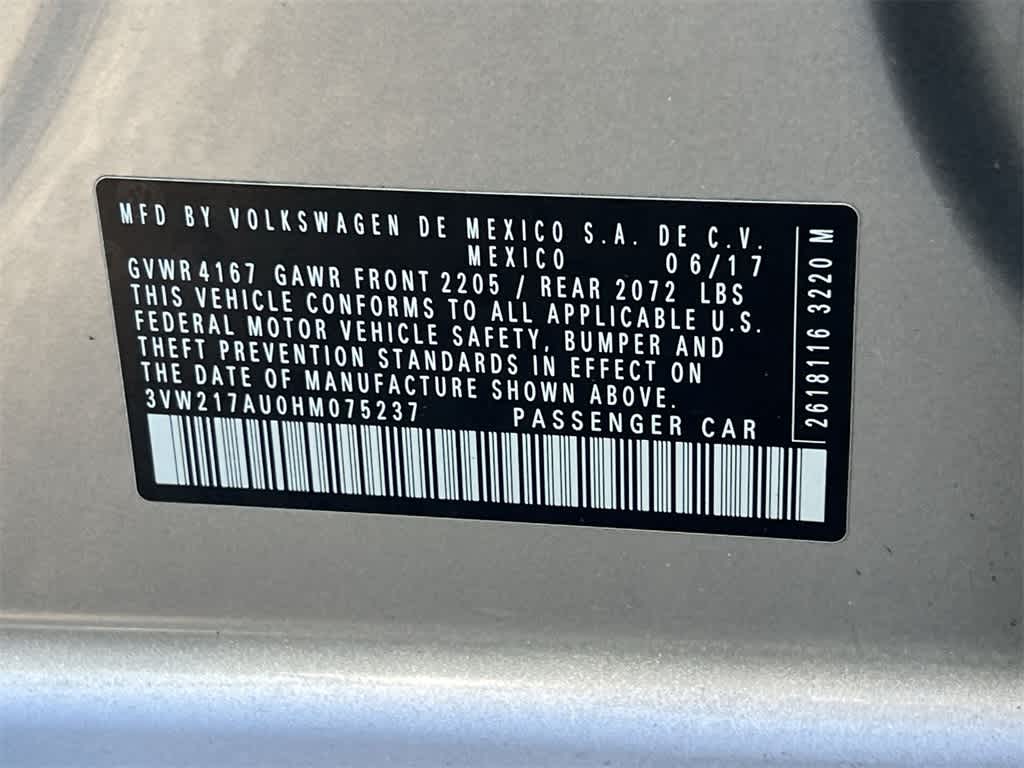 MFD BY VOLKSWAGEN DE MEXICO S.A. DE C.V.
MEXICO 06/17
GVWR 4167 GAWR FRONT 2205 / REAR 2072 LBS
THIS VEHICLE CONFORMS TO ALL APPLICABLE U.S.
FEDERAL MOTOR VEHICLE SAFETY, BUMPER AND
THEFT PREVENTION STANDARDS IN EFFECT ON
THE DATE OF MANUFACTURE SHOWN ABOVE.
3VW217AU0HM075237 PASSENGER CAR
2618116 3220 M